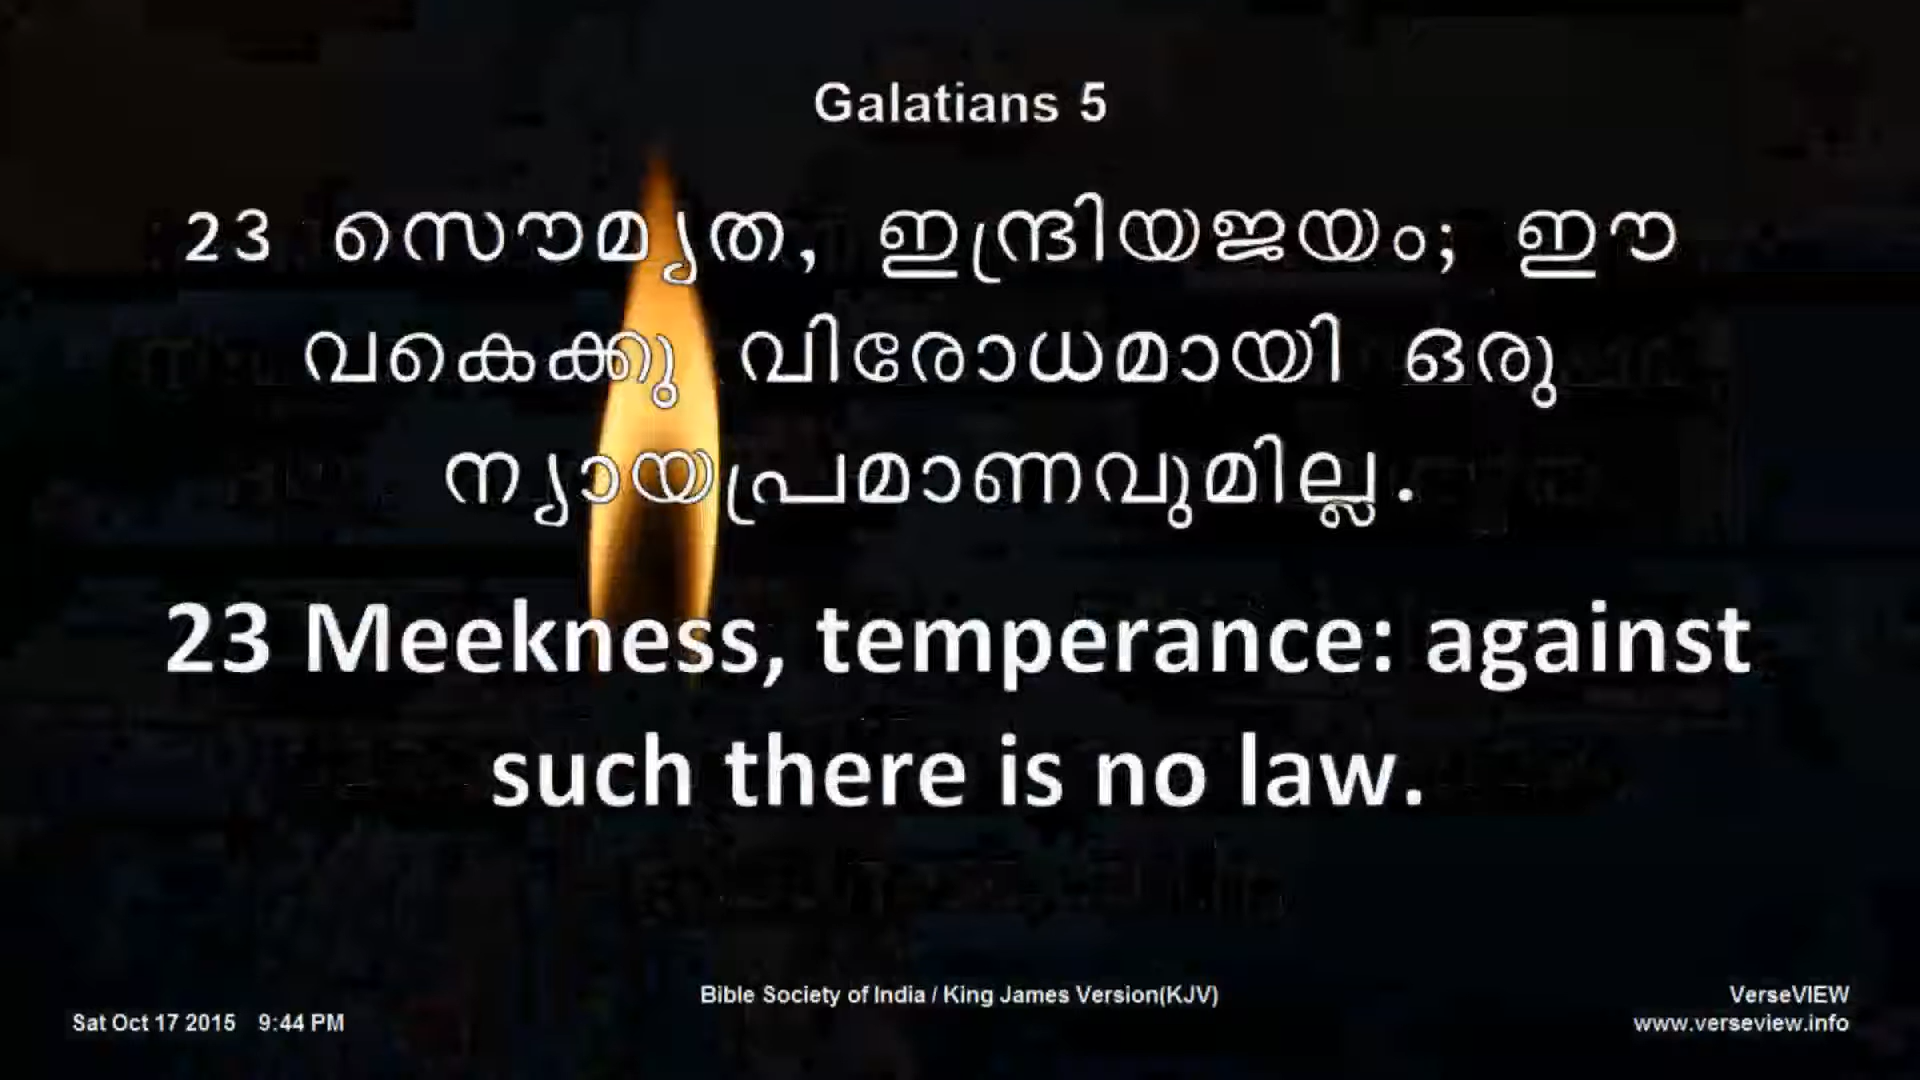 Galatians 5
23 സൌമ്യത, ഇന്ദ്രിയജയം; ഈ
വകെക്കു വിരോധമായി ഒരു
ന്യായപ്രമാണവുമില്ല.
23 Meekness, temperance: against
such there is no law.
Bible Society of India / King James Version(KJV)
VerseVIEW
Sat Oct 17 2015 9:44 PM
www.verseview.info